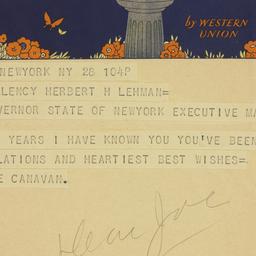 by WESTERN
UNION
NEWYORK NY 28 104P
LENCY HERBERT H LEHMAN=
VERNOR STATE OF NEWYORK EXECUTIVE MA
YEARS I HAVE KNOWN YOU YOU'VE BEEN
LATIONS AND HEARTIEST BEST WISHES=
E CANAVAN.
Dear Joe